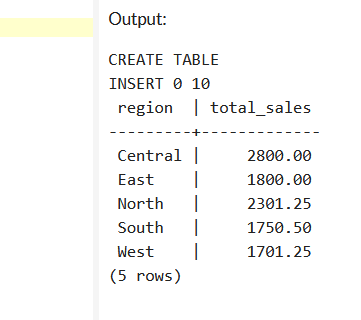 Output:
CREATE TABLE
INSERT 0 10
 region  | total_sales
---------+-------------
 Central |     2800.00
 East    |     1800.00
 North   |     2301.25
 South   |     1750.50
 West    |     1701.25
(5 rows)